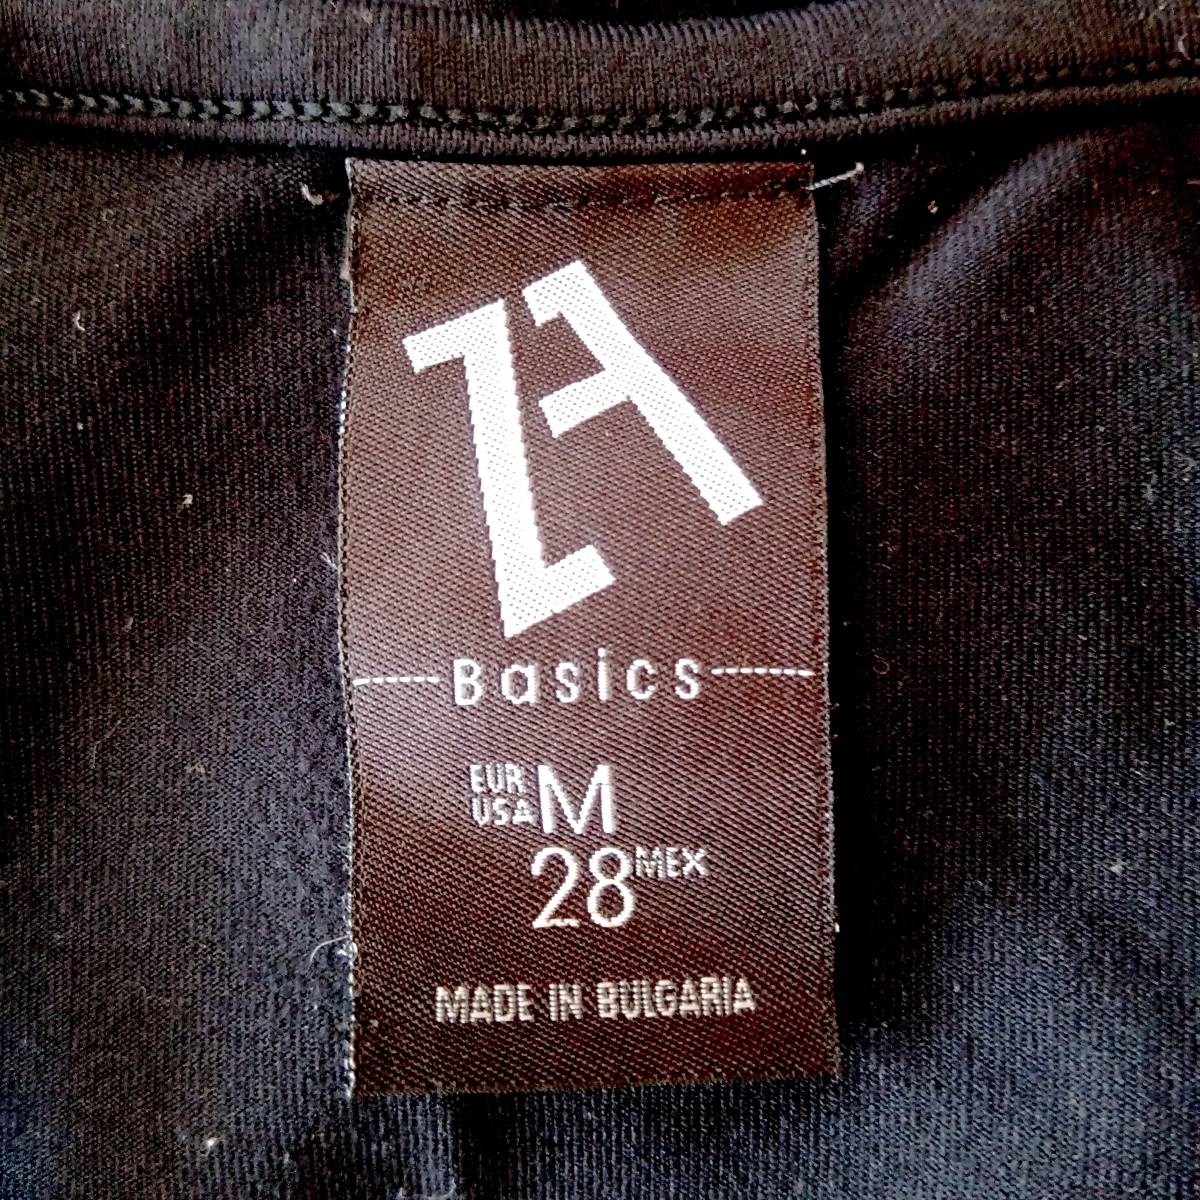 ZA
Basics
EUR
USA M
28 MEX
MADE IN BULGARIA